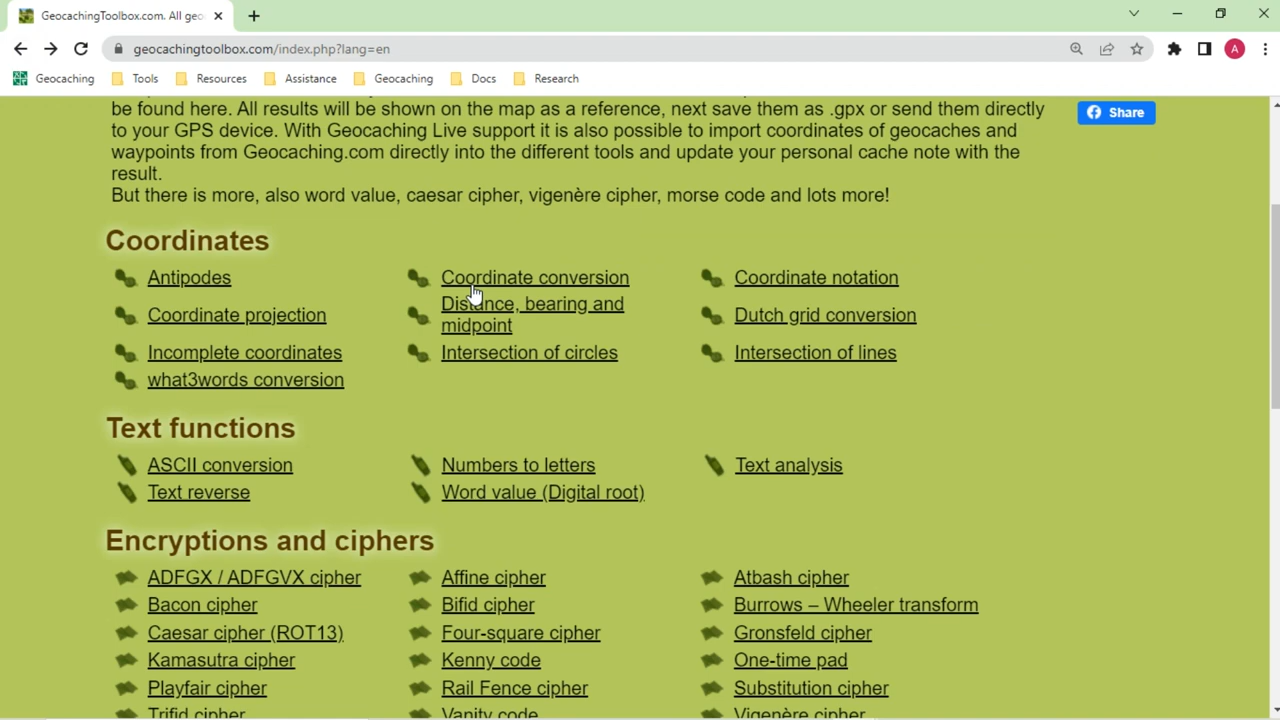 GeocachingToolbox.com. All geo
geocachingtoolbox.com/index.php?lang=en
A
Geocaching Tools Resources Assistance Geocaching Docs Research
be found here. All results will be shown on the map as a reference, next save them as .gpx or send them directly
to your GPS device. With Geocaching Live support it is also possible to import coordinates of geocaches and
waypoints from Geocaching.com directly into the different tools and update your personal cache note with the
result.
But there is more, also word value, caesar cipher, vigenère cipher, morse code and lots more!
Share
Coordinates
Antipodes
Coordinate conversion
Coordinate notation
Coordinate projection
Distance, bearing and
midpoint
Dutch grid conversion
Incomplete coordinates
Intersection of circles
Intersection of lines
what3words conversion
Text functions
ASCII conversion
Numbers to letters
Text analysis
Text reverse
Word value (Digital root)
Encryptions and ciphers
ADFGX / ADFGVX cipher
Affine cipher
Atbash cipher
Bacon cipher
Bifid cipher
Burrows – Wheeler transform
Caesar cipher (ROT13)
Four-square cipher
Gronsfeld cipher
Kamasutra cipher
Kenny code
One-time pad
Playfair cipher
Rail Fence cipher
Substitution cipher
Trifid cipher
Vanity code
Vigenère cipher